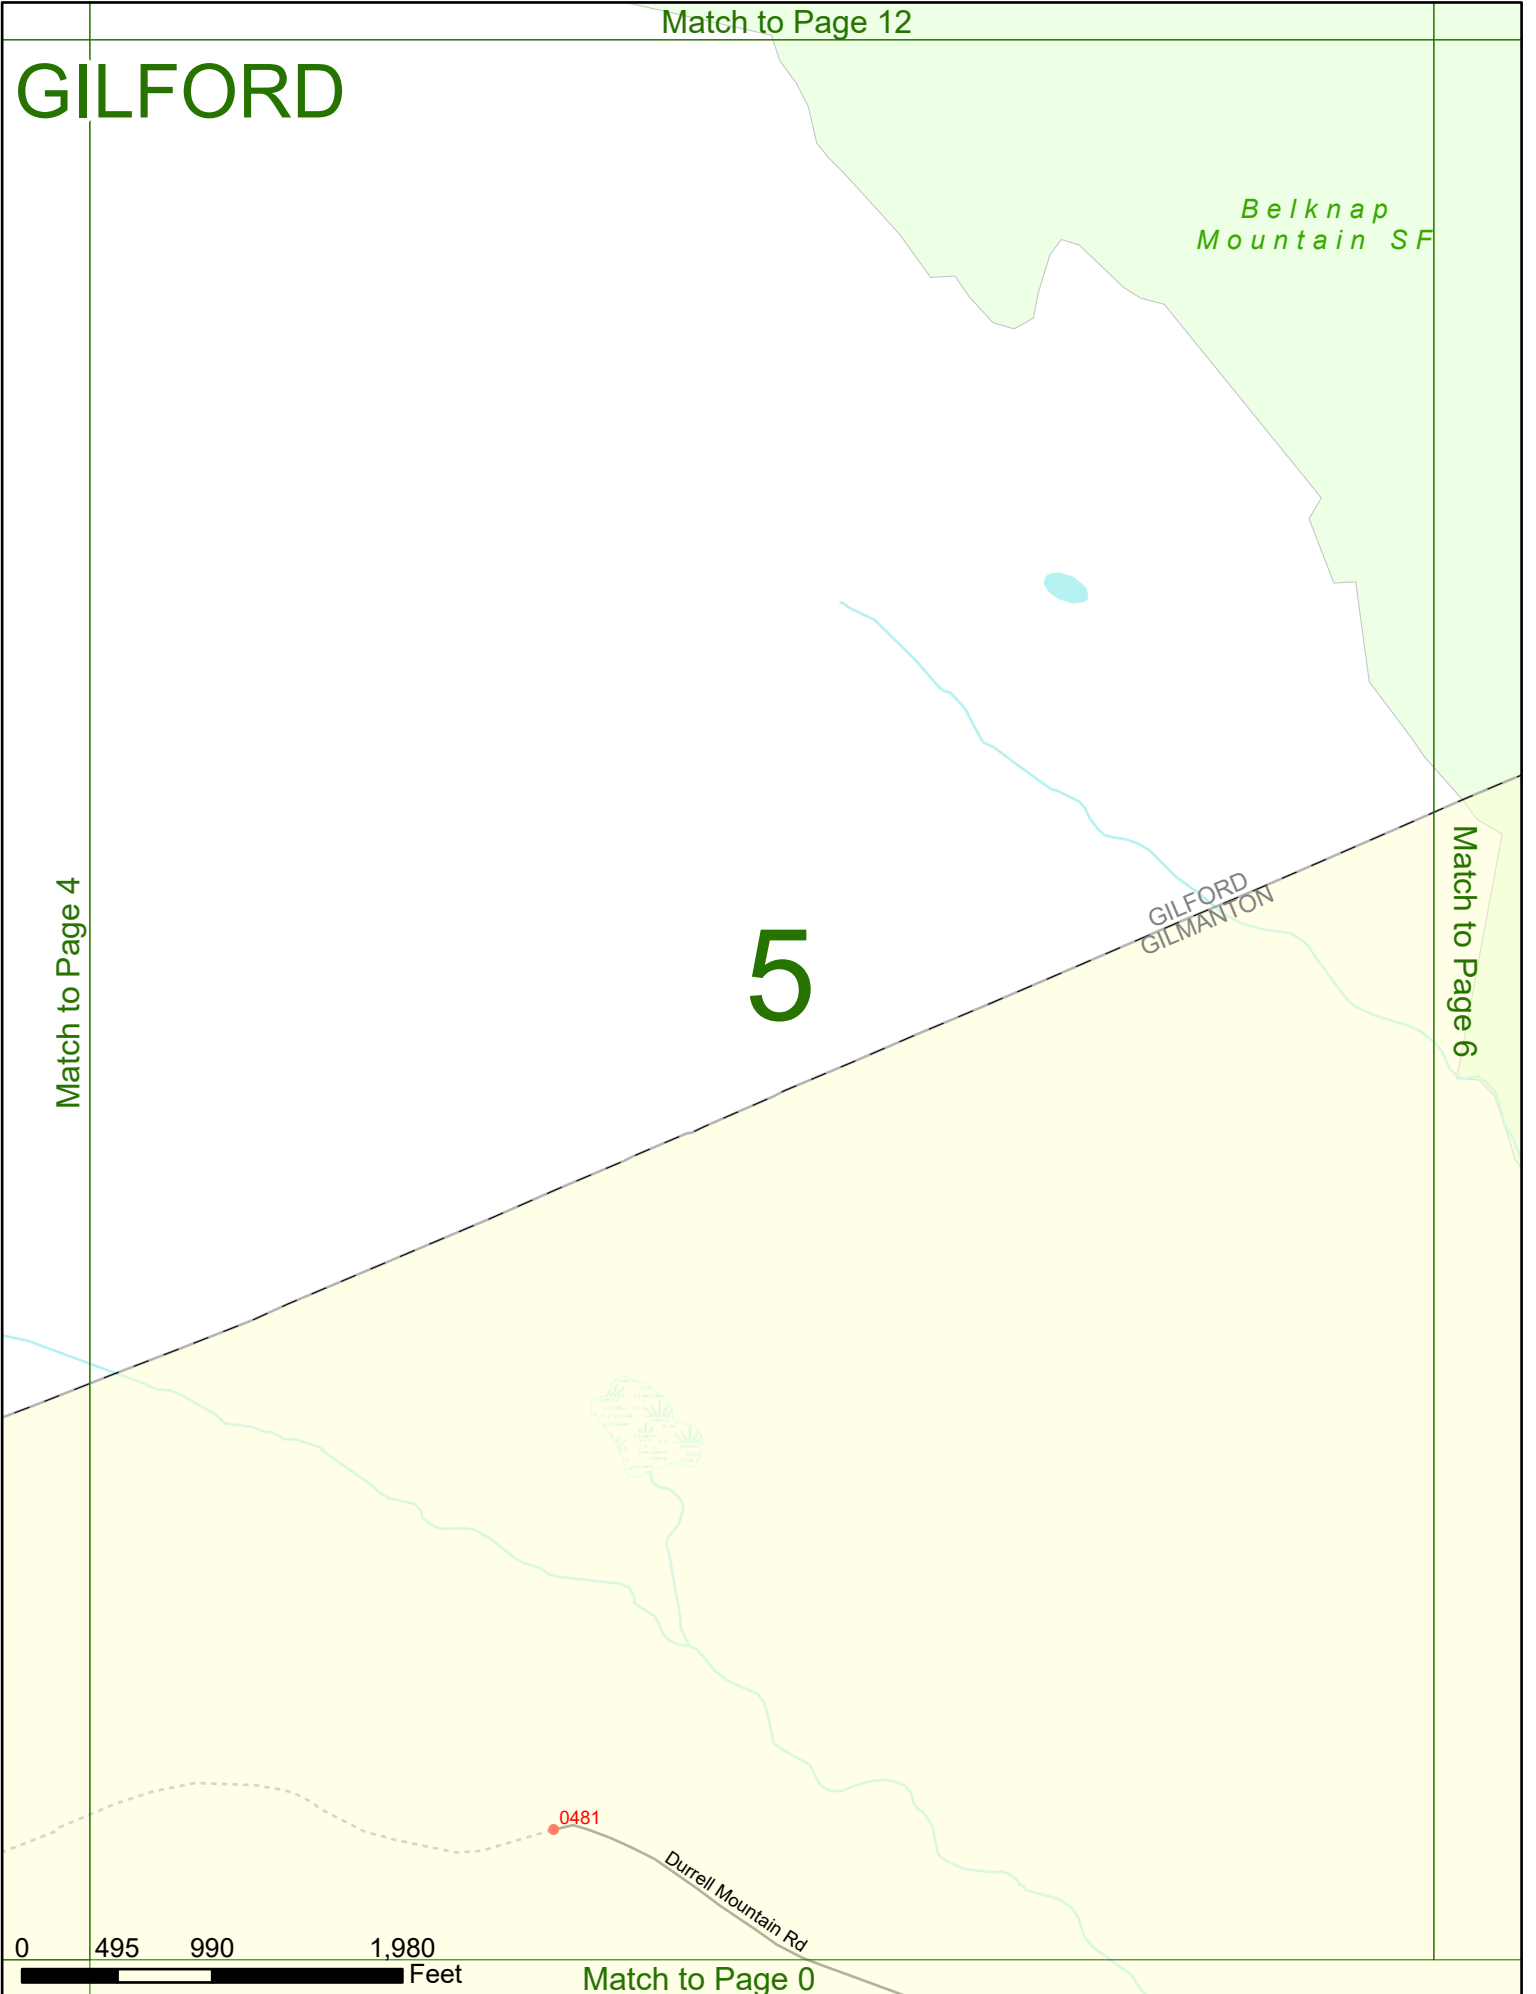 Match to Page 12
GILFORD
Belknap
Mountain SF
Match to Page 4
5
GILFORD
GILMANTON
Match to Page 6
0481
Durrell Mountain Rd
0 495 990 1,980
Feet
Match to Page 0